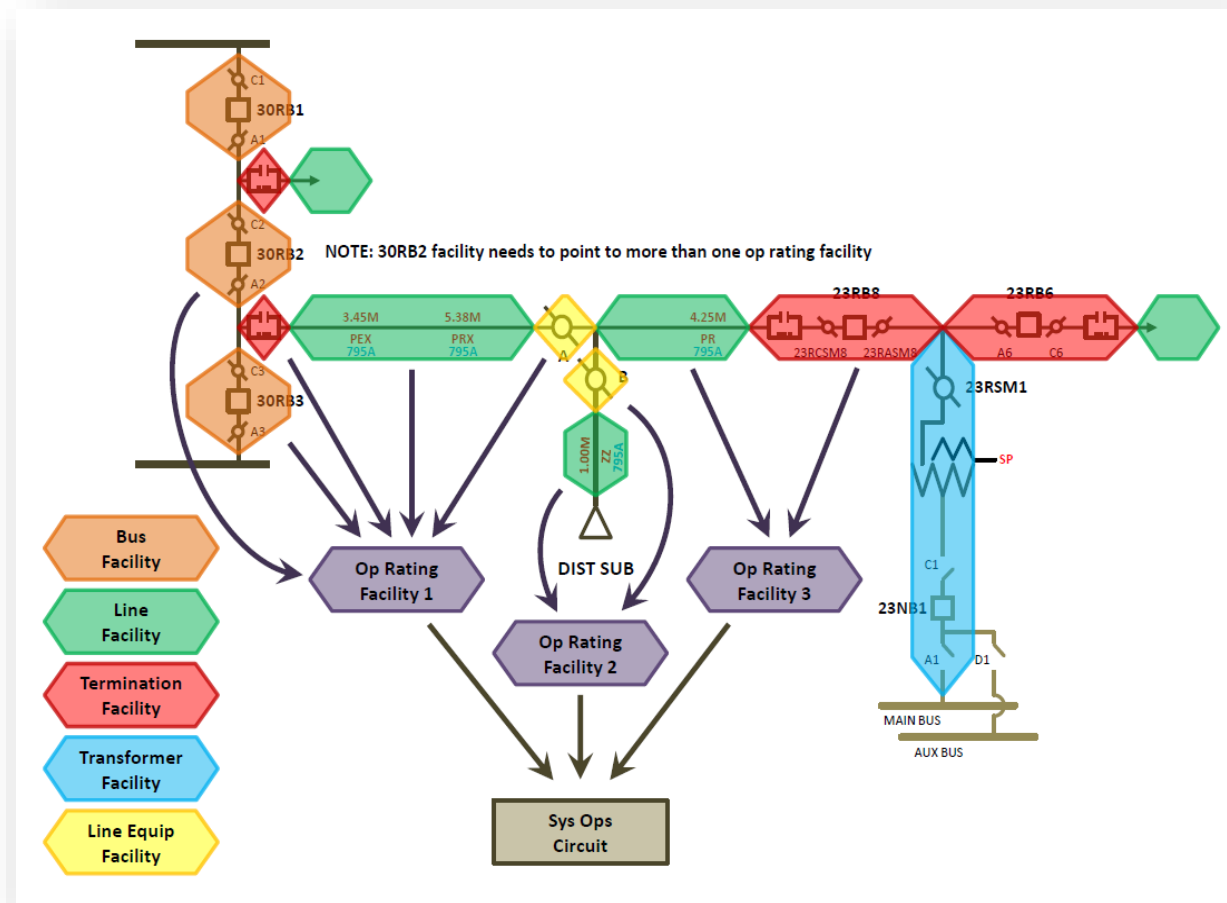 C1
30RB1
A1
C2
30RB2
A2
NOTE: 30RB2 facility needs to point to more than one op rating facility
23RB8
23RB6
3.45M
5.38M
4.25M
PEX
PRX
PR
795A
795A
795A
A
23RCSM8
23RASM8
A6
C6
B
C3
30RB3
A3
23RSM1
1.00M
ZZ
795A
SP
Bus
Facility
Line
Facility
Termination
Facility
Transformer
Facility
Line Equip
Facility
Op Rating
Facility 1
DIST SUB
Op Rating
Facility 2
Op Rating
Facility 3
C1
23NB1
A1
D1
MAIN BUS
AUX BUS
Sys Ops
Circuit